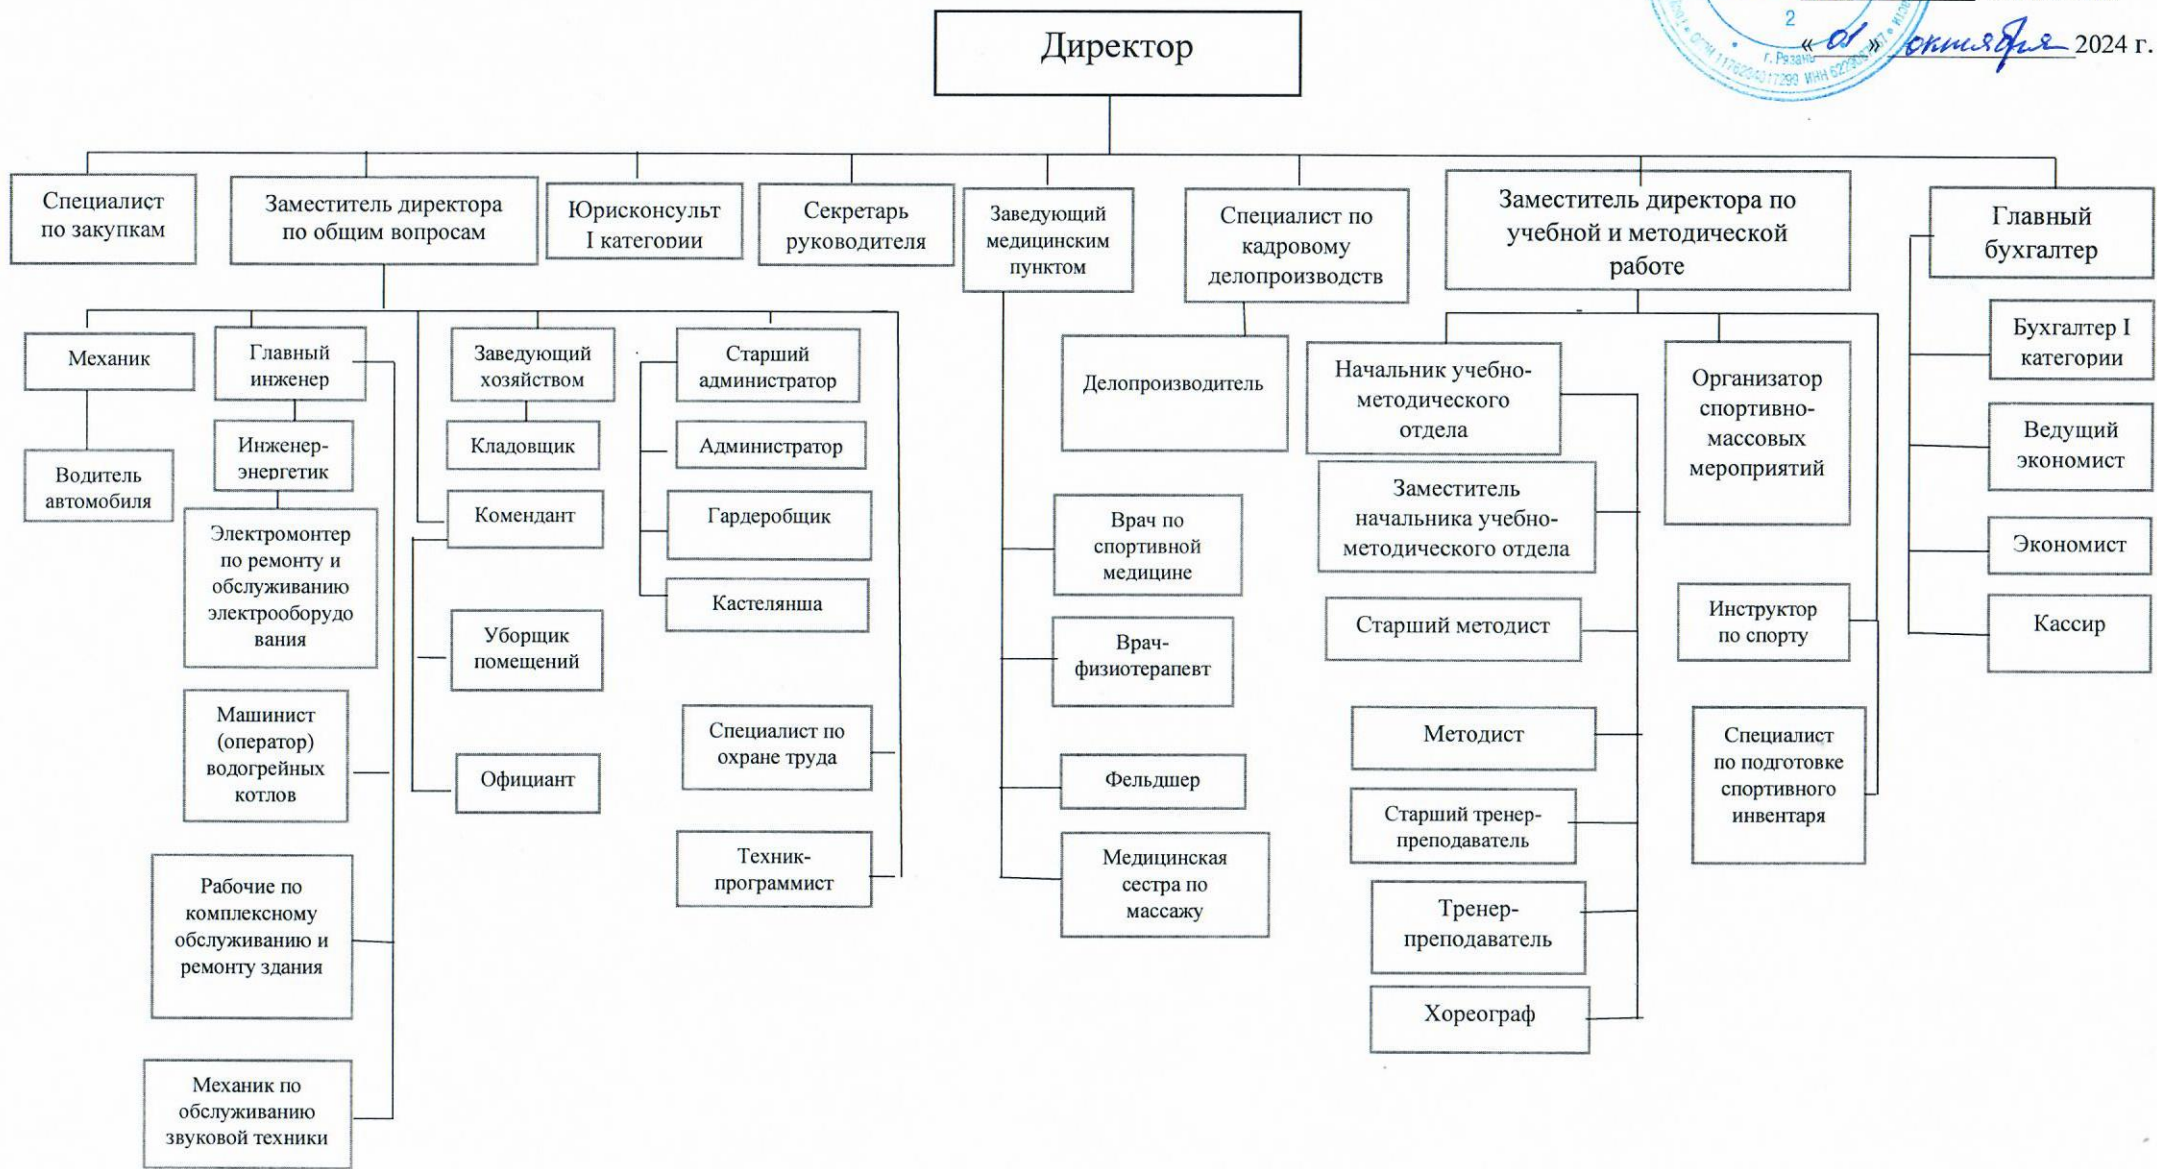 2
г. Рязань
« 01 » октября 2024 г.
Директор
Специалист
по закупкам
Заместитель директора
по общим вопросам
Юрисконсульт
I категории
Секретарь
руководителя
Заведующий
медицинским
пунктом
Специалист по
кадровому
делопроизводств
Заместитель директора по
учебной и методической
работе
Главный
бухгалтер
Механик
Водитель
автомобиля
Главный
инженер
Инженер-
энергетик
Электромонтер
по ремонту и
обслуживанию
электрооборудо
вания
Машинист
(оператор)
водогрейных
котлов
Рабочие по
комплексному
обслуживанию и
ремонту здания
Механик по
обслуживанию
звуковой техники
Заведующий
хозяйством
Кладовщик
Комендант
Уборщик
помещений
Официант
Старший
администратор
Администратор
Гардеробщик
Кастелянша
Специалист по
охране труда
Техник-
программист
Врач по
спортивной
медицине
Врач-
физиотерапевт
Фельдшер
Медицинская
сестра по
массажу
Делопроизводитель
Начальник учебно-
методического
отдела
Заместитель
начальника учебно-
методического отдела
Старший методист
Методист
Старший тренер-
преподаватель
Тренер-
преподаватель
Хореограф
Организатор
спортивно-
массовых
мероприятий
Инструктор
по спорту
Специалист
по подготовке
спортивного
инвентаря
Бухгалтер I
категории
Ведущий
экономист
Экономист
Кассир